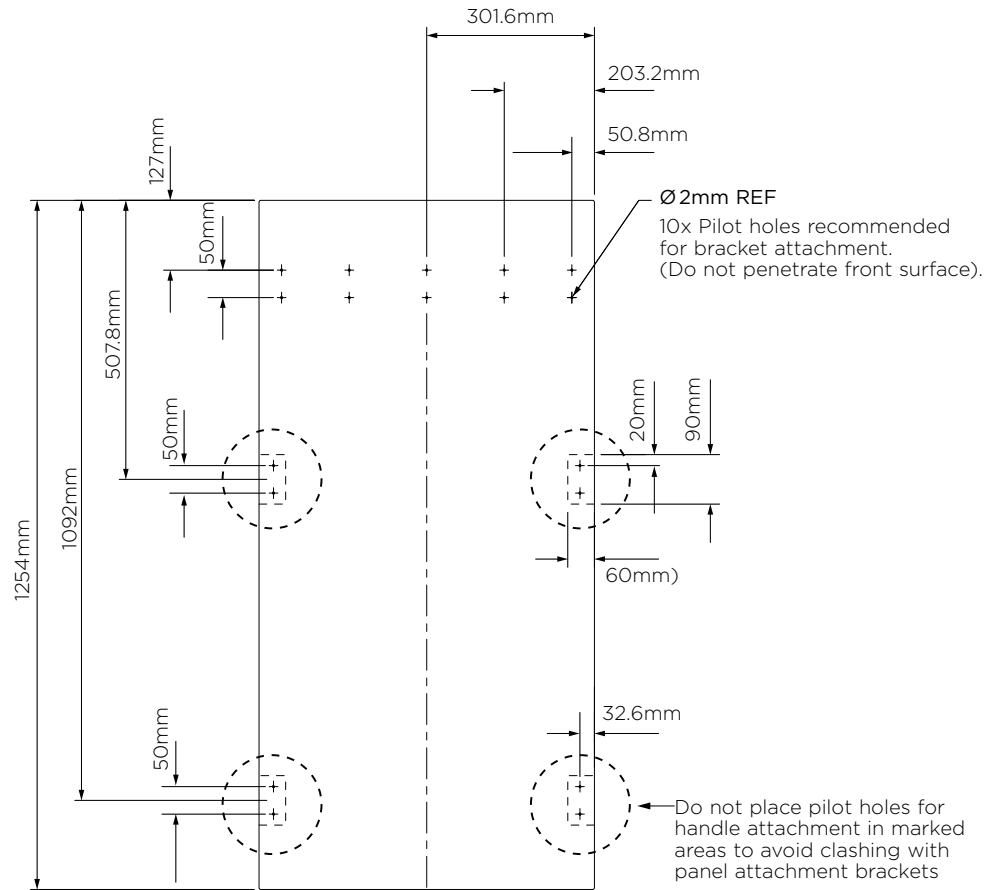 301.6mm
203.2mm
50.8mm
127mm
Ø 2mm REF
10x Pilot holes recommended
for bracket attachment.
(Do not penetrate front surface).
50mm
507.8mm
50mm
20mm
90mm
1092mm
1254mm
60mm)
32.6mm
50mm
Do not place pilot holes for
handle attachment in marked
areas to avoid clashing with
panel attachment brackets